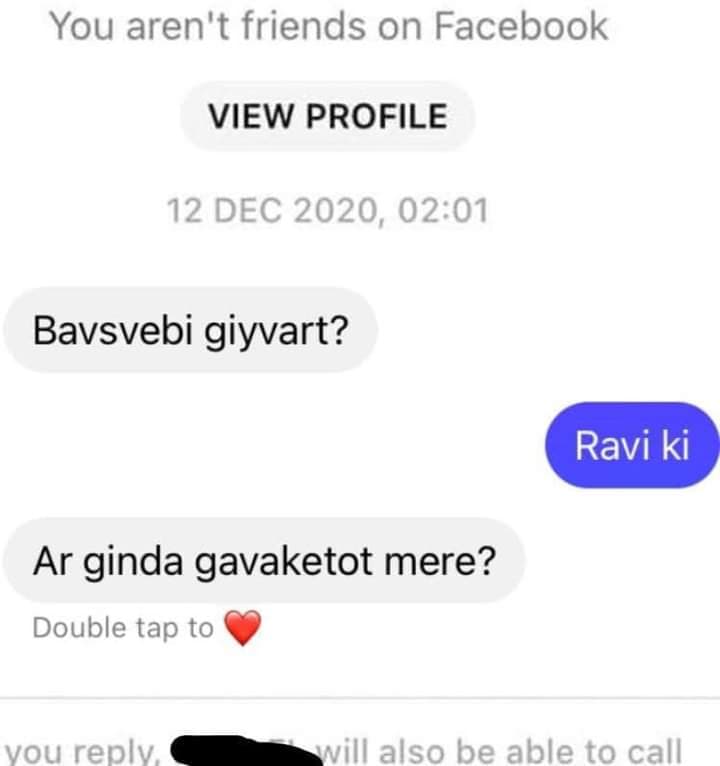 You aren't friends on Facebook
VIEW PROFILE
12 DEC 2020, 02:01
Bavsvebi giyvart?
Ravi ki
Ar ginda gavaketot mere?
Double tap to ❤️
you reply, will also be able to call